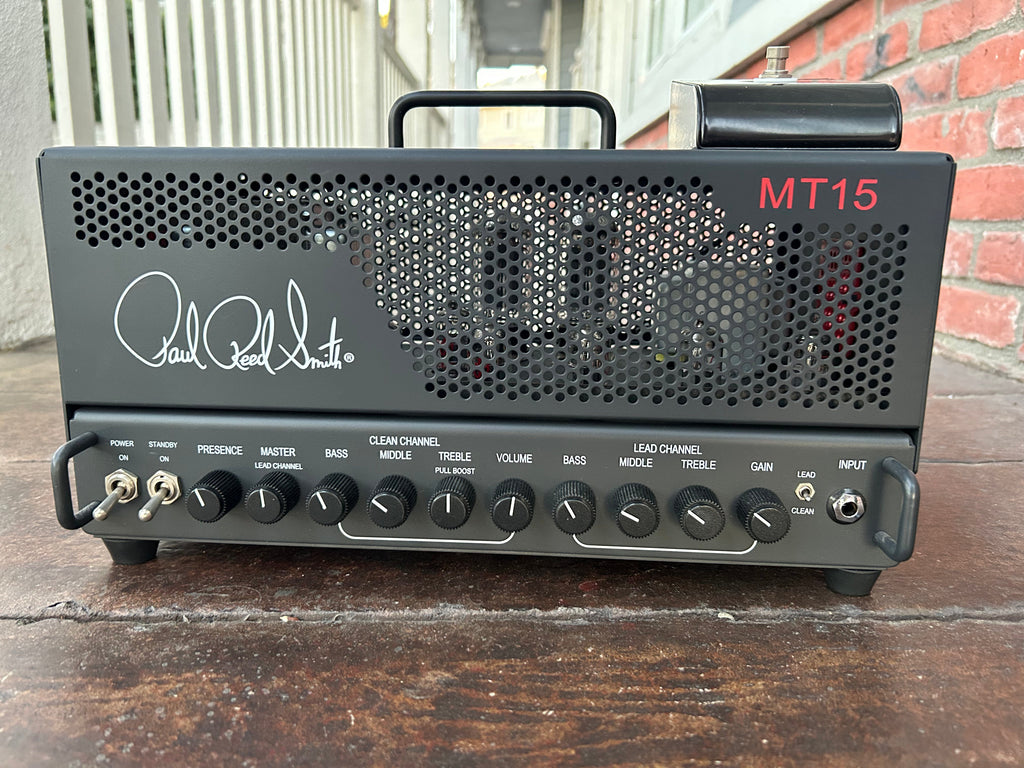 MT15
Paul Reed Smith®
POWER
ON
STANDBY
ON
PRESENCE
MASTER
LEAD CHANNEL
CLEAN CHANNEL
BASS
MIDDLE
TREBLE
PULL BOOST
VOLUME
LEAD CHANNEL
BASS
MIDDLE
TREBLE
GAIN
LEAD
CLEAN
INPUT